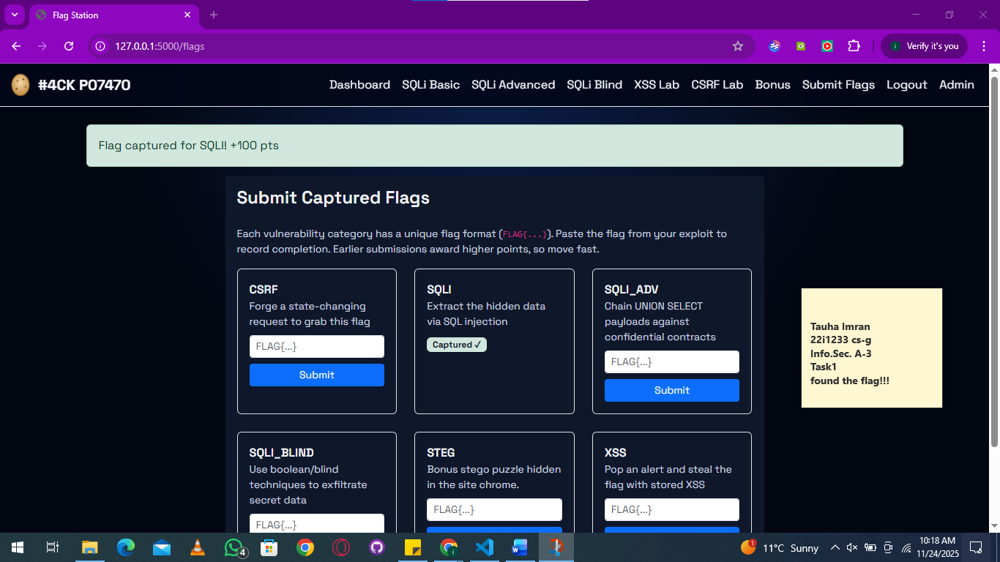 Flag Station
127.0.0.1:5000/flags
Verify it's you
#4CK P07470
Dashboard SQLi Basic SQLi Advanced SQLi Blind XSS Lab CSRF Lab Bonus Submit Flags Logout Admin
Flag captured for SQLI! +100 pts
Submit Captured Flags
Each vulnerability category has a unique flag format (FLAG{...}). Paste the flag from your exploit to
record completion. Earlier submissions award higher points, so move fast.
CSRF
Forge a state-changing
request to grab this flag
FLAG{...}
Submit
SQLI
Extract the hidden data
via SQL injection
Captured ✓
SQLI_ADV
Chain UNION SELECT
payloads against
confidential contracts
FLAG{...}
Submit
Tauha Imran
22i1233 cs-g
Info.Sec. A-3
Task1
found the flag!!!
SQLI_BLIND
Use boolean/blind
techniques to exfiltrate
secret data
FLAG{...}
STEG
Bonus stego puzzle hidden
in the site chrome.
FLAG{...}
XSS
Pop an alert and steal the
flag with stored XSS
FLAG{...}
4
1
11°C Sunny
10:18 AM
11/24/2025